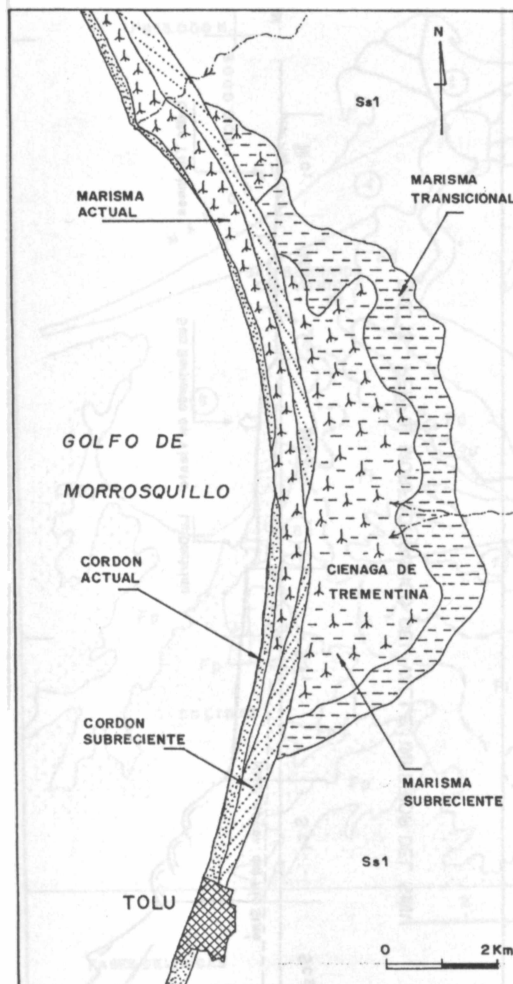 N
Ss1
MARISMA
TRANSICIONAL
MARISMA
ACTUAL
GOLFO DE
MORROSQUILLO
CORDON
ACTUAL
CIENAGA DE
TREMENTINA
CORDON
SUBRECIENTE
MARISMA
SUBRECIENTE
Ss1
TOLU
0 2 Km